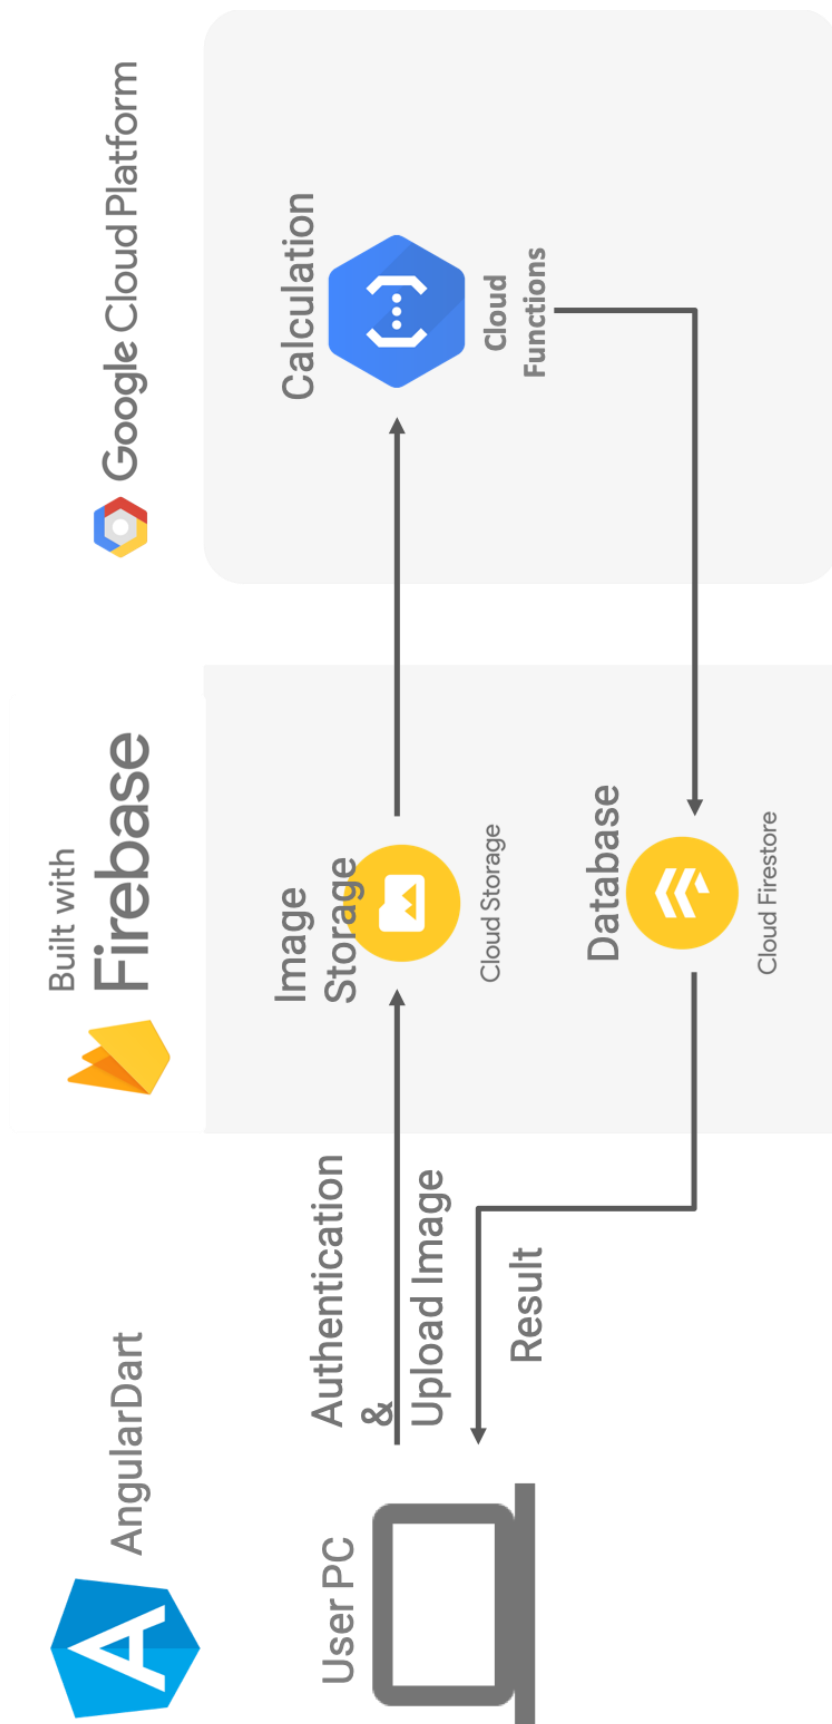 AngularDart
Built with
Firebase
Google Cloud Platform
User PC
Authentication
&
Upload Image
Result
Image
Storage
Cloud Storage
Database
Cloud Firestore
Calculation
Cloud
Functions